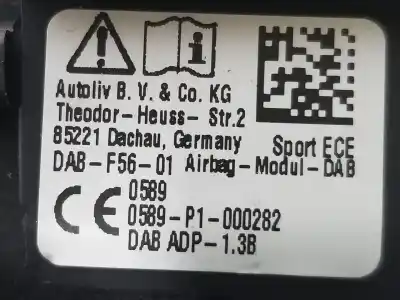 Autoliv B. V. & Co. KG
Theodor- Heuss- Str.2
85221 Dachau, Germany Sport ECE
DAB-F56-01 Airbag-Modul-DAB
0589
CE 0589-P1-000282
DAB ADP-1.3B